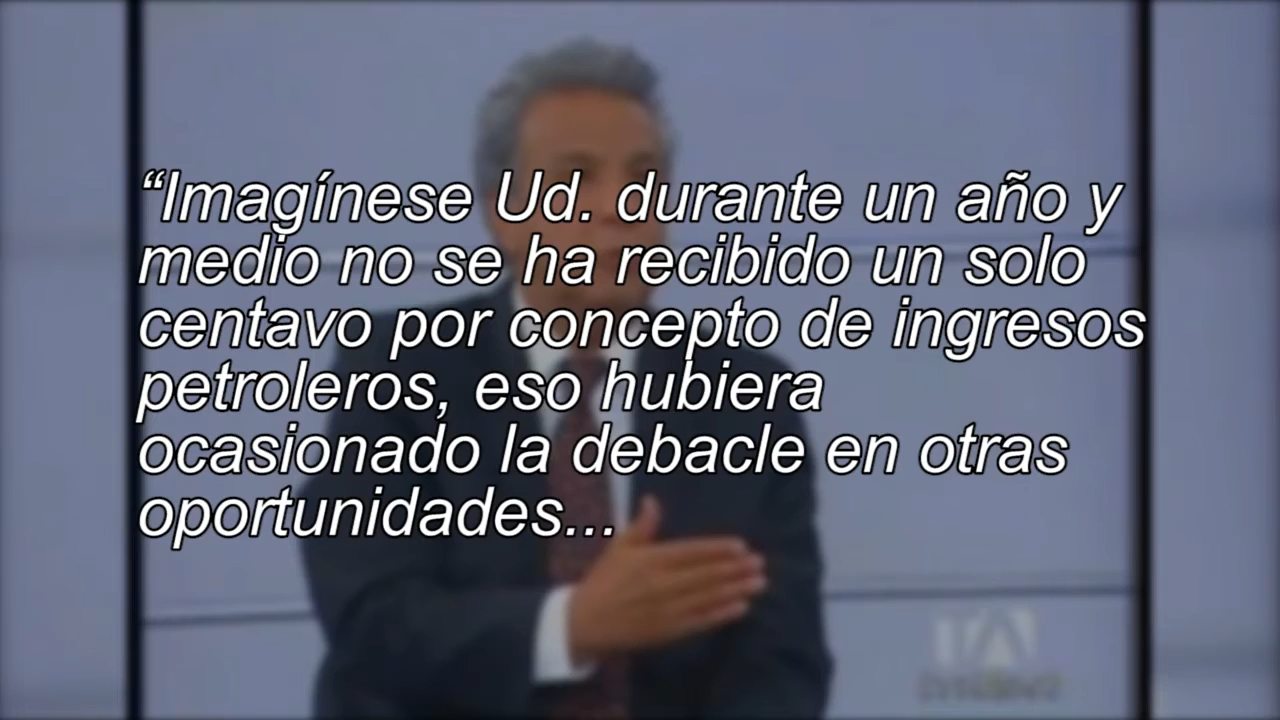 “Imagínese Ud. durante un año y
medio no se ha recibido un solo
centavo por concepto de ingresos
petroleros, eso hubiera
ocasionado la debacle en otras
oportunidades...